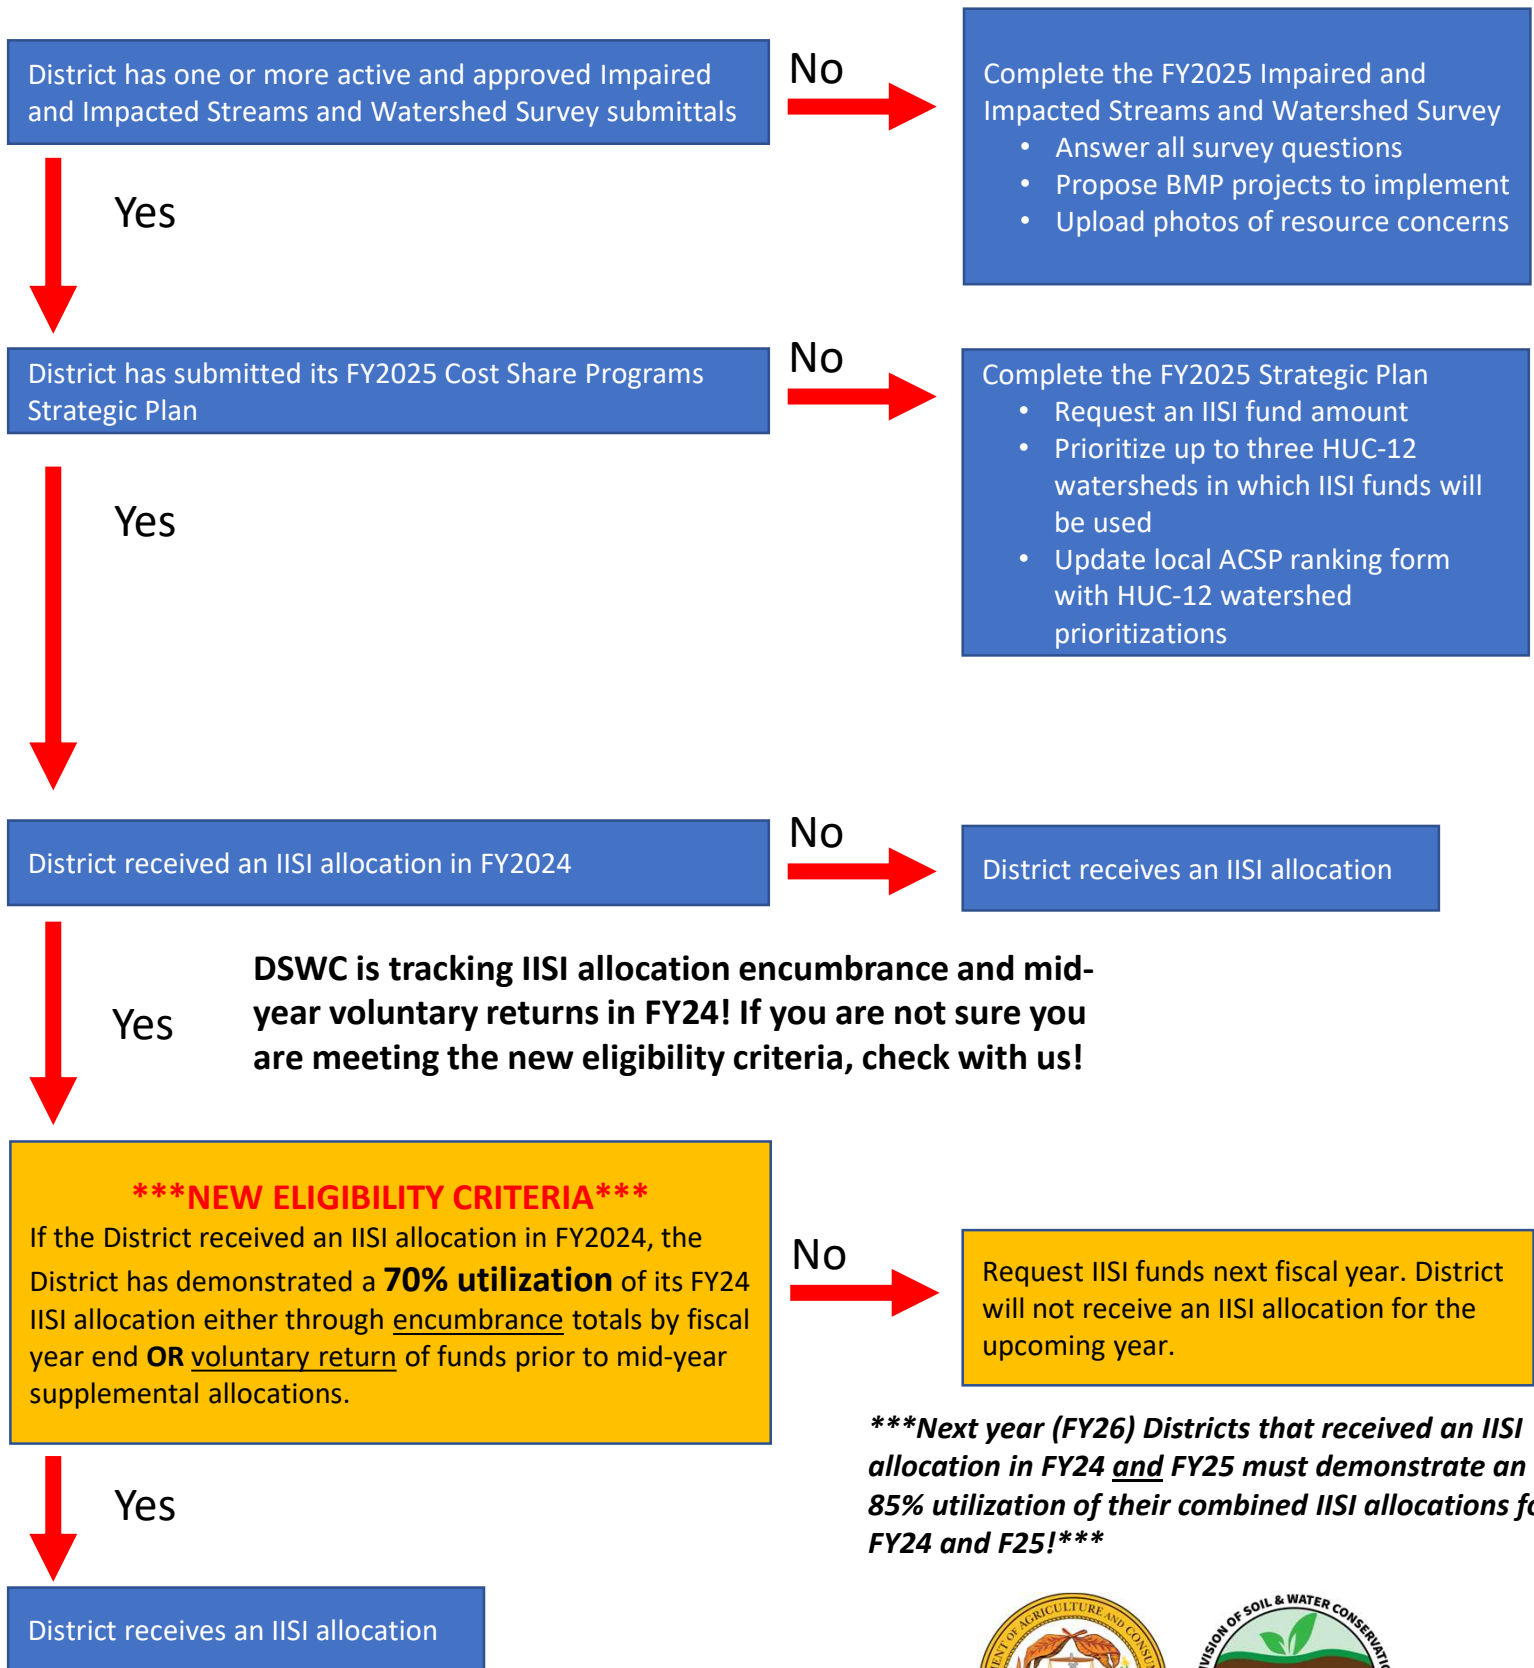 District has one or more active and approved Impaired
and Impacted Streams and Watershed Survey submittals
No
Complete the FY2025 Impaired and
Impacted Streams and Watershed Survey
• Answer all survey questions
• Propose BMP projects to implement
• Upload photos of resource concerns
Yes
District has submitted its FY2025 Cost Share Programs
Strategic Plan
No
Complete the FY2025 Strategic Plan
• Request an IISI fund amount
• Prioritize up to three HUC-12
watersheds in which IISI funds will
be used
• Update local ACSP ranking form
with HUC-12 watershed
prioritizations
Yes
District received an IISI allocation in FY2024
No
District receives an IISI allocation
Yes
DSWC is tracking IISI allocation encumbrance and mid-
year voluntary returns in FY24! If you are not sure you
are meeting the new eligibility criteria, check with us!
***NEW ELIGIBILITY CRITERIA***
If the District received an IISI allocation in FY2024, the
District has demonstrated a 70% utilization of its FY24
IISI allocation either through encumbrance totals by fiscal
year end OR voluntary return of funds prior to mid-year
supplemental allocations.
No
Request IISI funds next fiscal year. District
will not receive an IISI allocation for the
upcoming year.
***Next year (FY26) Districts that received an IISI
allocation in FY24 and FY25 must demonstrate an
85% utilization of their combined IISI allocations fo
FY24 and F25!***
Yes
District receives an IISI allocation
AGRICULTURE AND
OF SOIL & WATER